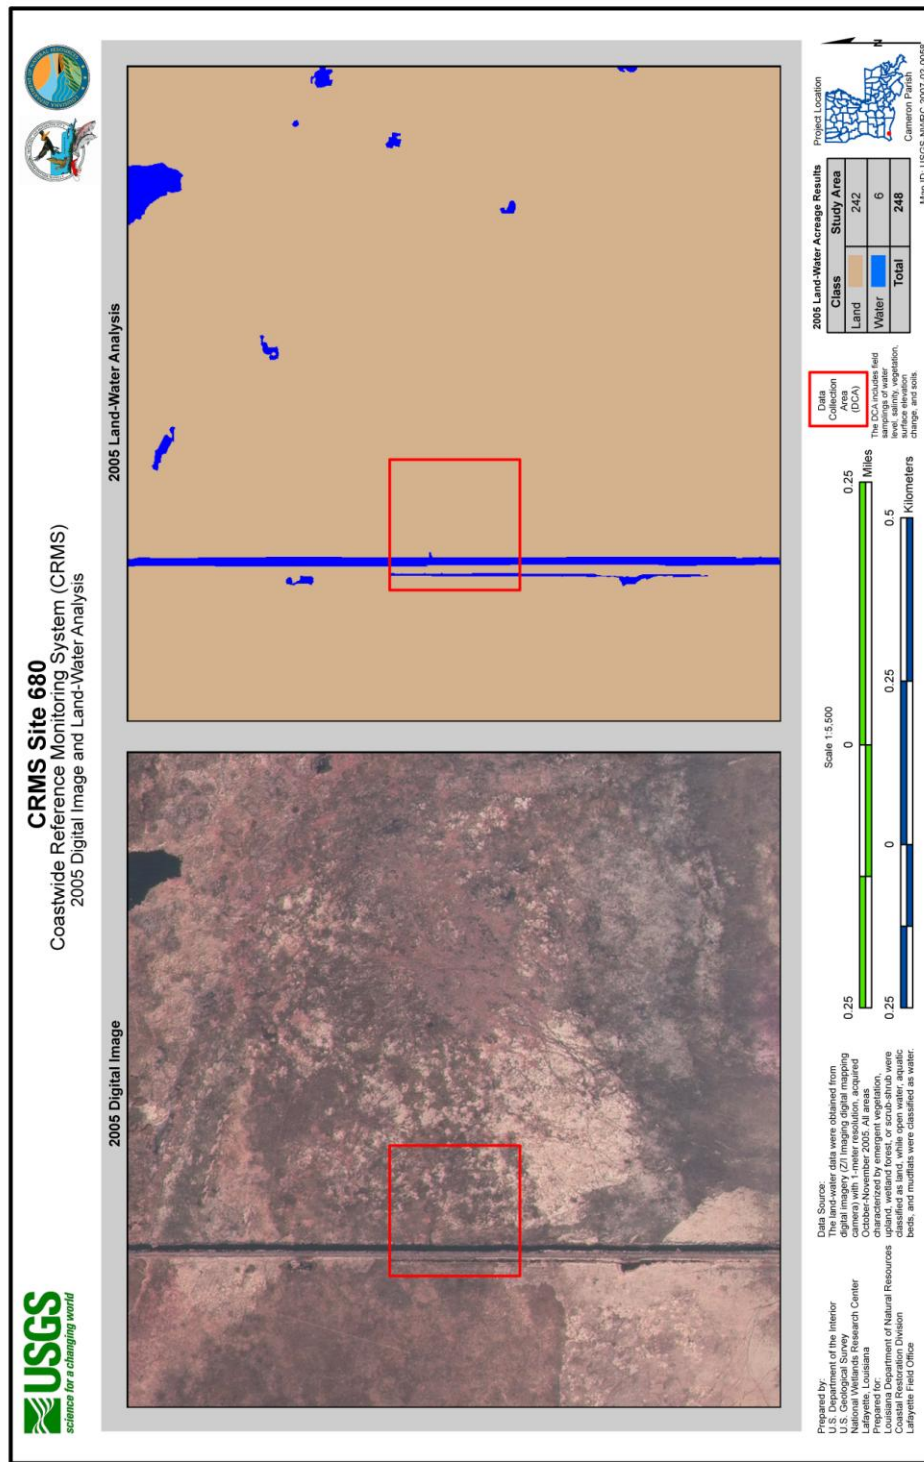 USGS
science for a changing world
CRMS Site 680
Coastwide Reference Monitoring System (CRMS)
2005 Digital Image and Land-Water Analysis
2005 Digital Image
2005 Land-Water Analysis
Prepared by:
U.S. Department of the Interior
U.S. Geological Survey
National Wetlands Research Center
Lafayette, Louisiana
Prepared for:
Louisiana Department of Natural Resources
Coastal Restoration Division
Lafayette Field Office
Data Source:
The land-water data were obtained from
digital imagery (Z/I Imaging digital mapping
camera) with 1-meter resolution, acquired
October-November 2005. All areas
characterized by emergent vegetation,
upland, wetland forest, or scrub-shrub were
classified as land, while open water, aquatic
beds, and mudflats were classified as water.
Scale 1:5,500
0.25 0 0.25
Miles
0.25 0 0.25 0.5
Kilometers
Data
Collection
Area
(DCA)
The DCA includes field
samplings of water
level, salinity, vegetation,
surface elevation
change, and soils.
2005 Land-Water Acreage Results
Class Study Area
Land 242
Water 6
Total 248
Project Location
N
Cameron Parish
Map ID: USGS-NWRC 2007-02-0058